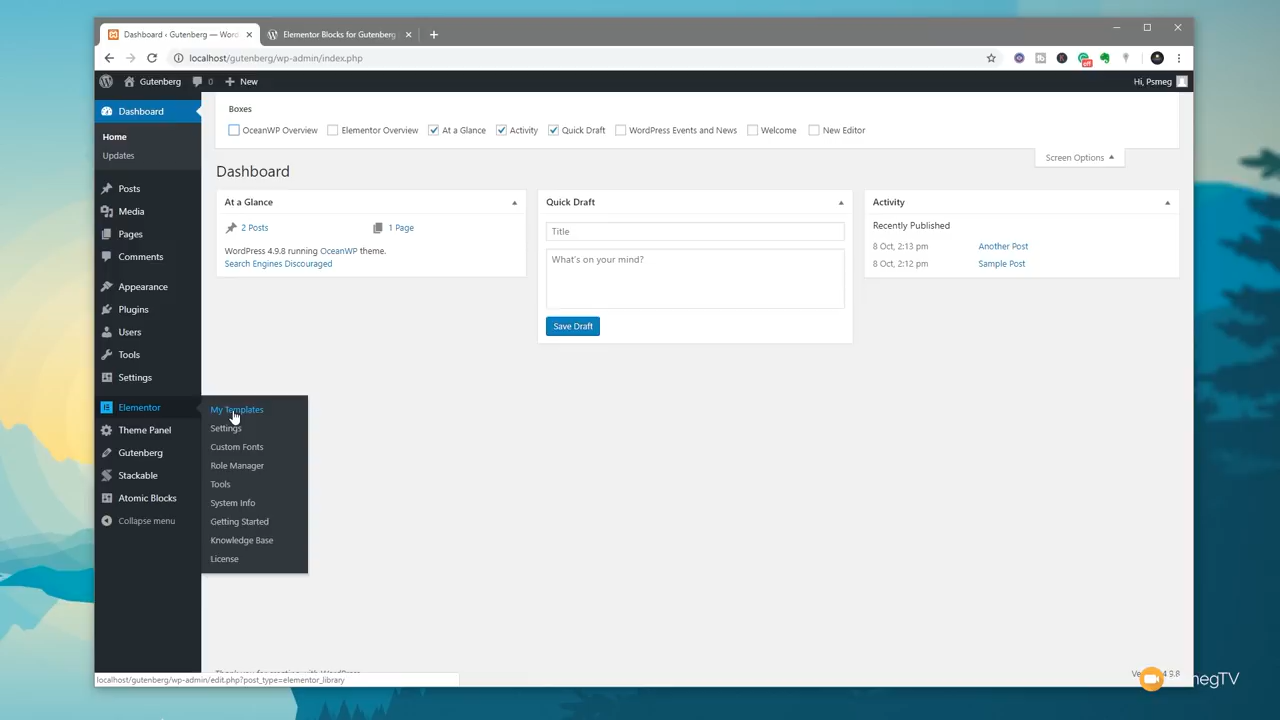 Dashboard ‹ Gutenberg — Wor
Elementor Blocks for Gutenberg
localhost/gutenberg/wp-admin/index.php
off
Gutenberg
0
New
Hi, Psmeg
Dashboard
Home
Updates
Posts
Media
Pages
Comments
Appearance
Plugins
Users
Tools
Settings
Elementor
Theme Panel
Gutenberg
Stackable
Atomic Blocks
Collapse menu
My Templates
Settings
Custom Fonts
Role Manager
Tools
System Info
Getting Started
Knowledge Base
License
Boxes
OceanWP Overview
Elementor Overview
At a Glance
Activity
Quick Draft
WordPress Events and News
Welcome
New Editor
Screen Options
Dashboard
At a Glance
2 Posts
1 Page
WordPress 4.9.8 running OceanWP theme.
Search Engines Discouraged
Quick Draft
Title
What's on your mind?
Save Draft
Activity
Recently Published
8 Oct, 2:13 pm Another Post
8 Oct, 2:12 pm Sample Post
localhost/gutenberg/wp-admin/edit.php?post_type=elementor_library
4.9.8
megTV